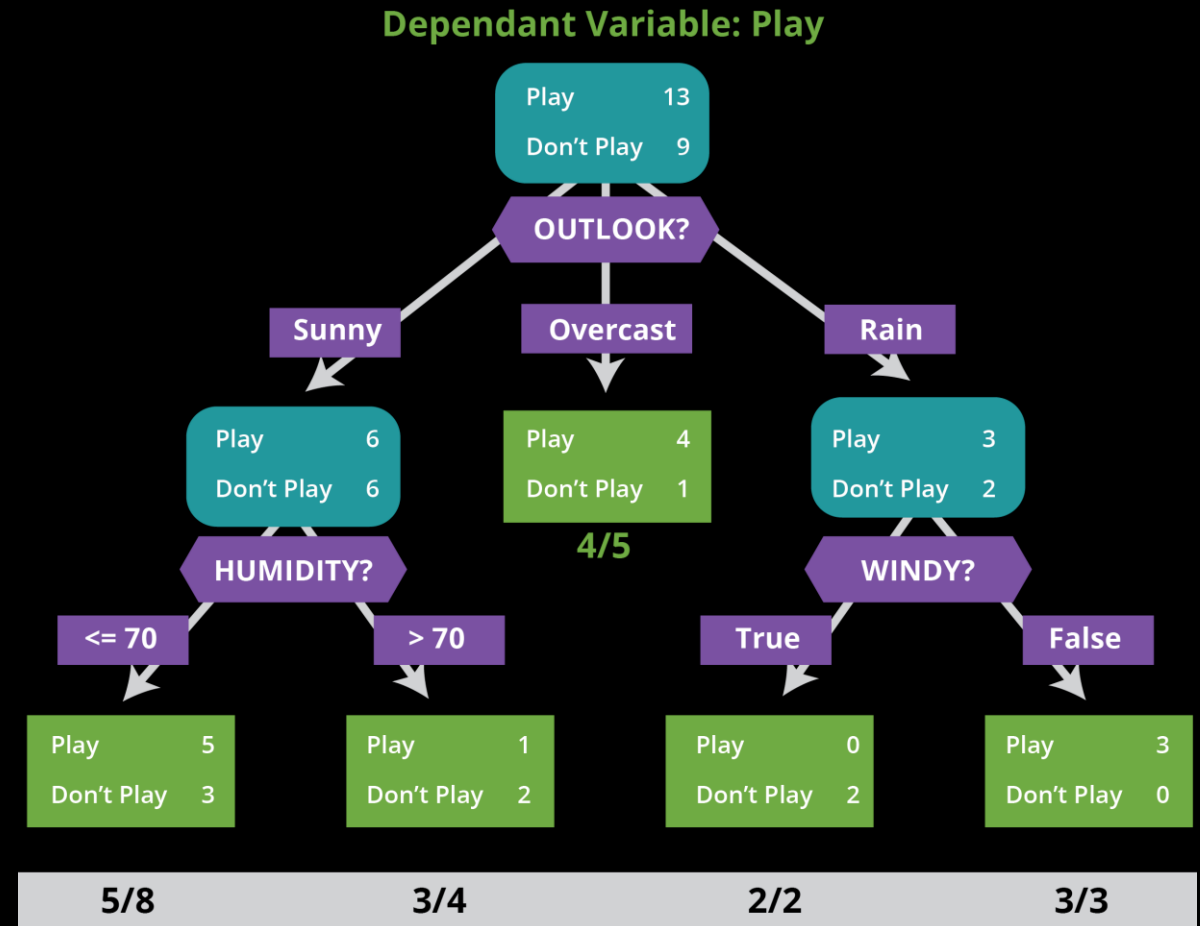 Dependant Variable: Play
Play 13
Don’t Play 9
OUTLOOK?
Sunny
Overcast
Rain
Play 6
Don’t Play 6
Play 4
Don’t Play 1
4/5
Play 3
Don’t Play 2
HUMIDITY?
WINDY?
<= 70
> 70
True
False
Play 5
Don’t Play 3
Play 1
Don’t Play 2
Play 0
Don’t Play 2
Play 3
Don’t Play 0
5/8
3/4
2/2
3/3